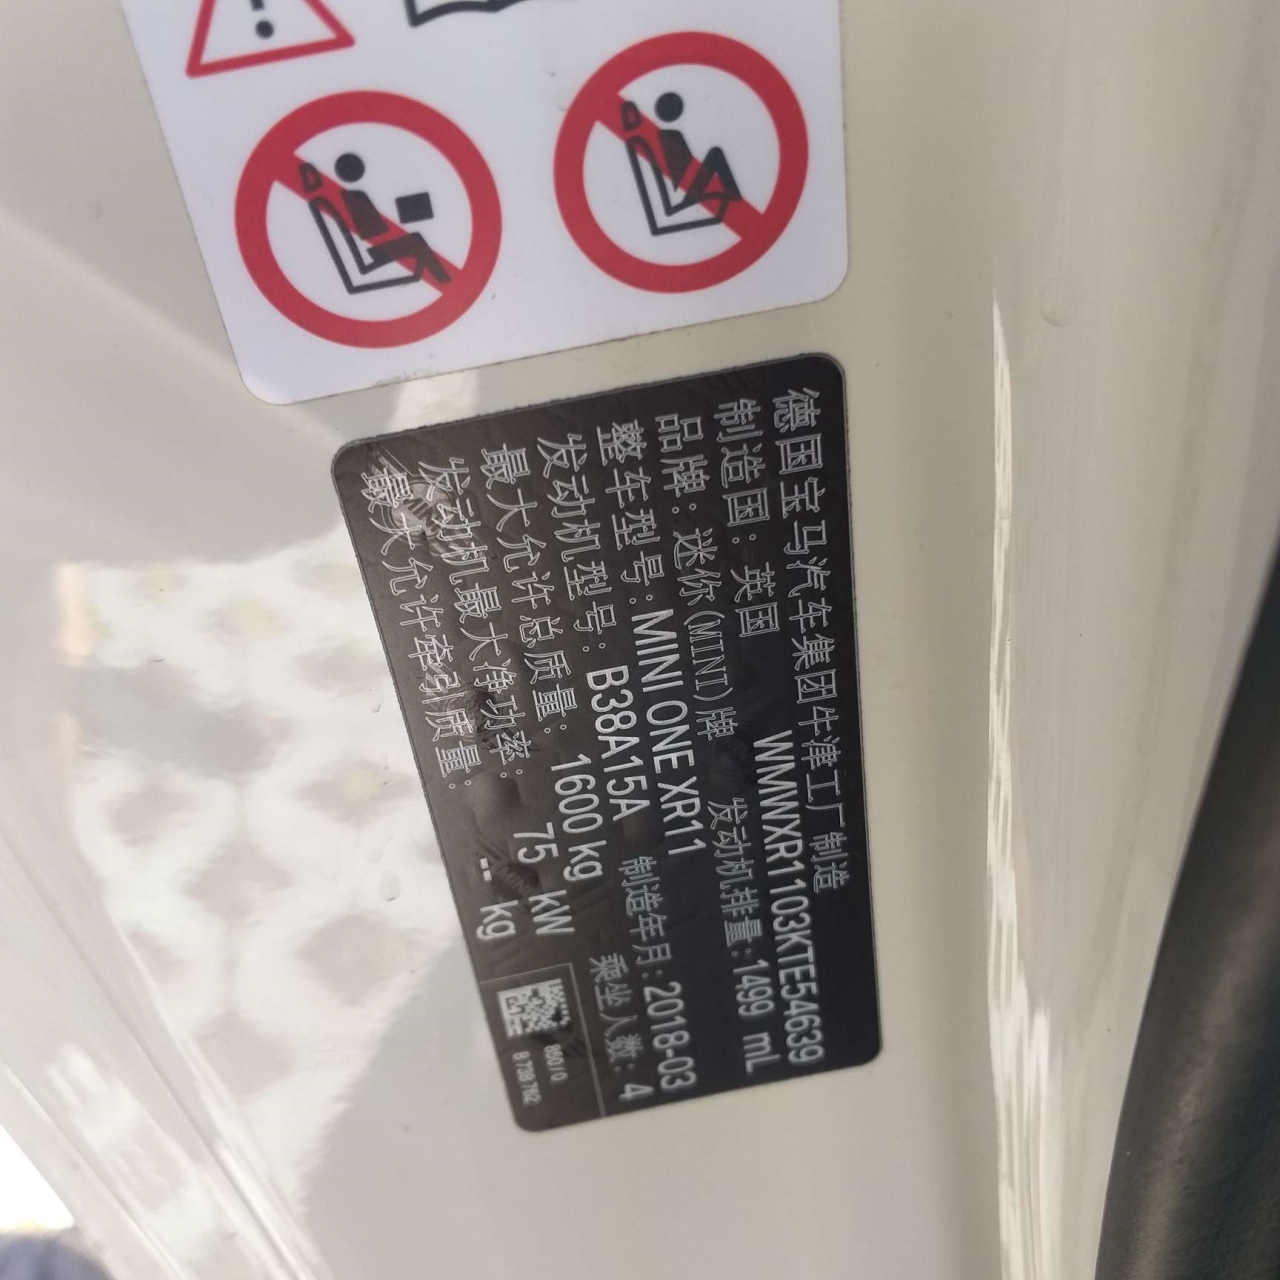 德国宝马汽车集团牛津工厂制造
制造国: 英国 WMWXR1103KTE54639
品牌: 迷你(MINI)牌 发动机排量: 1499 mL
整车型号: MINI ONE XR11
发动机型号: B38A15A 制造年月: 2018-03
最大允许总质量: 1600 kg 乘坐人数: 4
发动机最大净功率: 75 kW
最大允许牵引质量: -- kg
850J0
8 738 762